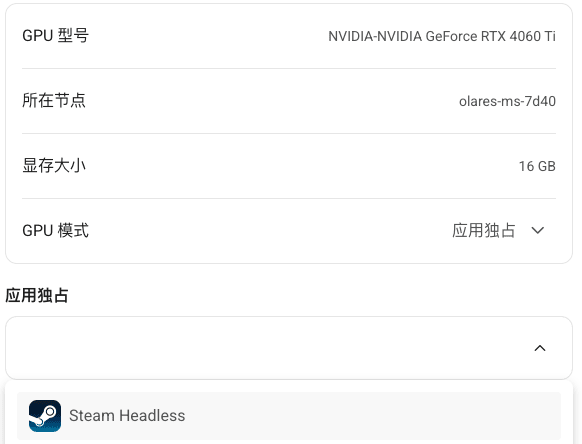 GPU 型号
NVIDIA-NVIDIA GeForce RTX 4060 Ti
所在节点
olares-ms-7d40
显存大小
16 GB
GPU 模式
应用独占
应用独占
Steam Headless